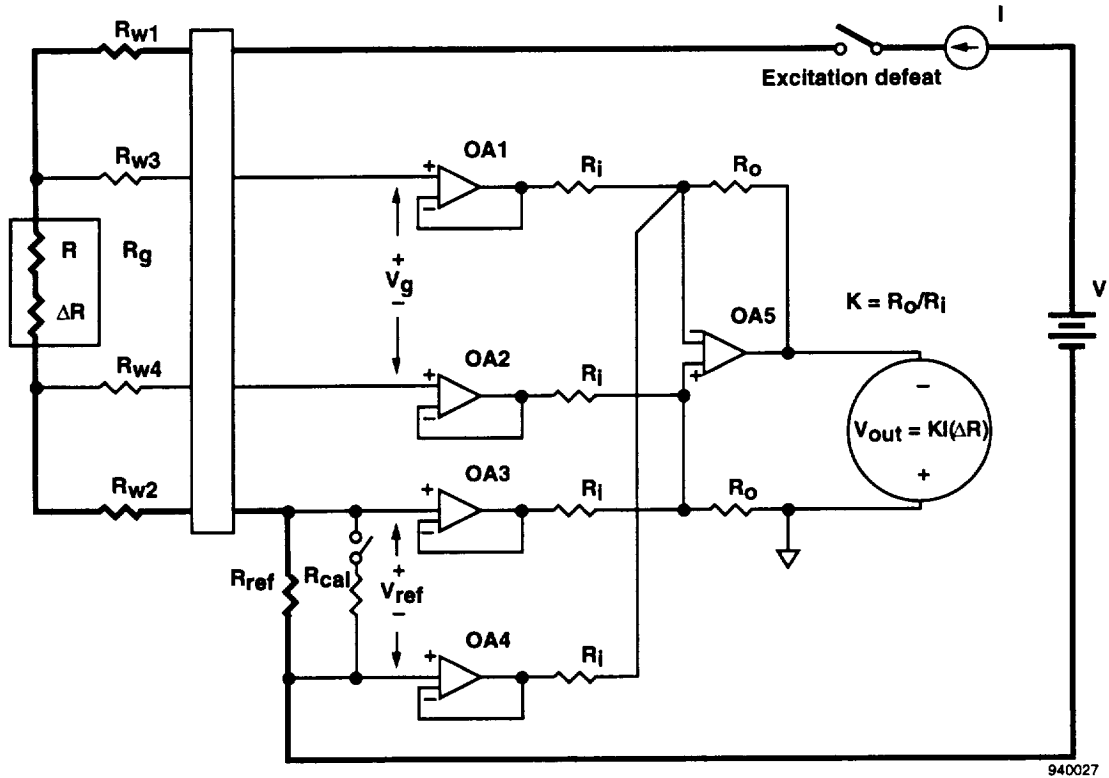 I
Rw1
Excitation defeat
Rw3
OA1
Ri
Ro
+
−
R
Rg
+
Vg
−
V
ΔR
K = Ro/Ri
OA5
Rw4
OA2
Ri
+
+
−
−
Vout = KI(ΔR)
Rw2
OA3
Ri
Ro
+
+
−
Rref
Rcal
+
Vref
−
OA4
Ri
+
−
940027